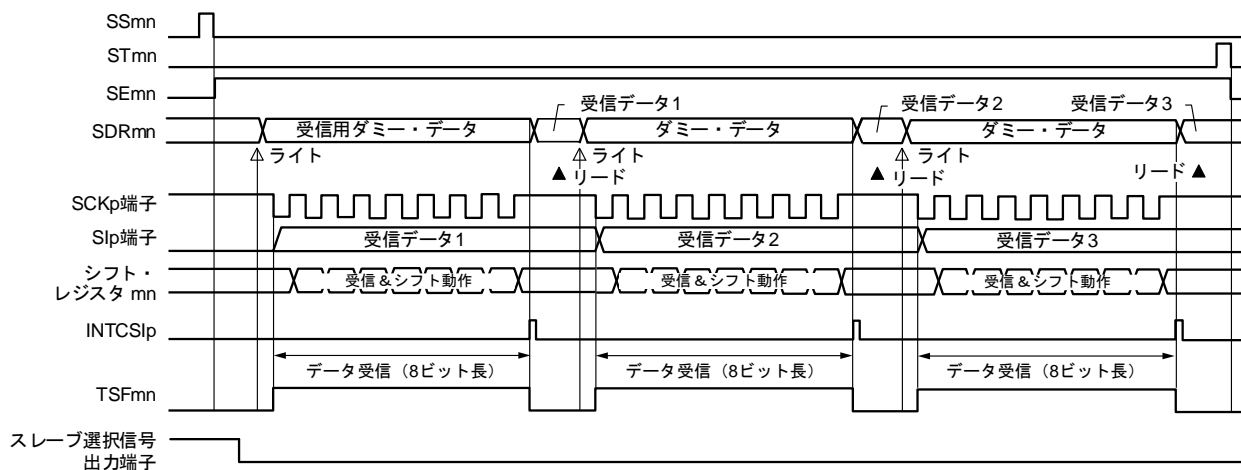 SSmn
STmn
SEmn
受信データ1 受信データ2 受信データ3
SDRmn 受信用ダミー・データ ダミー・データ ダミー・データ
ライト ライト ライト
▲ リード ▲ リード リード ▲
SCKp端子
SIp端子 受信データ1 受信データ2 受信データ3
シフト・
レジスタ mn 受信&シフト動作 受信&シフト動作 受信&シフト動作
INTCSIp
データ受信(8ビット長) データ受信(8ビット長) データ受信(8ビット長)
TSFmn
スレーブ選択信号
出力端子